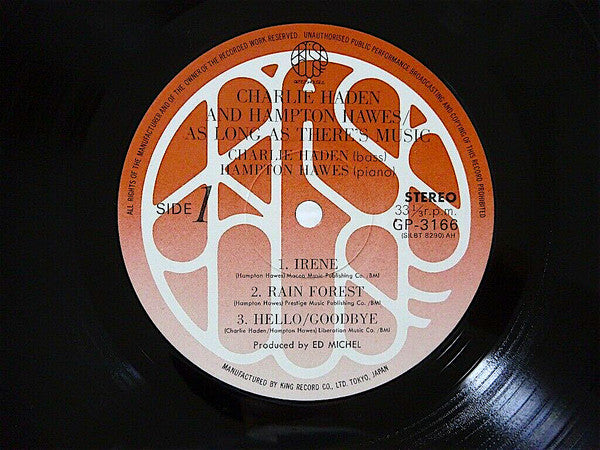 ALL RIGHTS OF THE MANUFACTURER AND OF THE OWNER OF THE RECORDED WORK RESERVED. UNAUTHORISED PUBLIC PERFORMANCE BROADCASTING AND COPYING OF THIS RECORD PROHIBITED
CHARLIE HADEN
AND HAMPTON HAWES/
AS LONG AS THERE'S MUSIC
CHARLIE HADEN (bass)
HAMPTON HAWES (piano)
SIDE 1
STEREO
33 1/3 r.p.m.
GP-3166
(SILBT 8290) AH
1. IRENE
(Hampton Hawes) Macca Music Publishing Co. /BMI
2. RAIN FOREST
(Hampton Hawes) Prestige Music Publishing Co. /BMI
3. HELLO/GOODBYE
(Charlie Haden/Hampton Hawes) Liberation Music Co. /BMI
Produced by ED MICHEL
MANUFACTURED BY KING RECORD CO., LTD. TOKYO, JAPAN